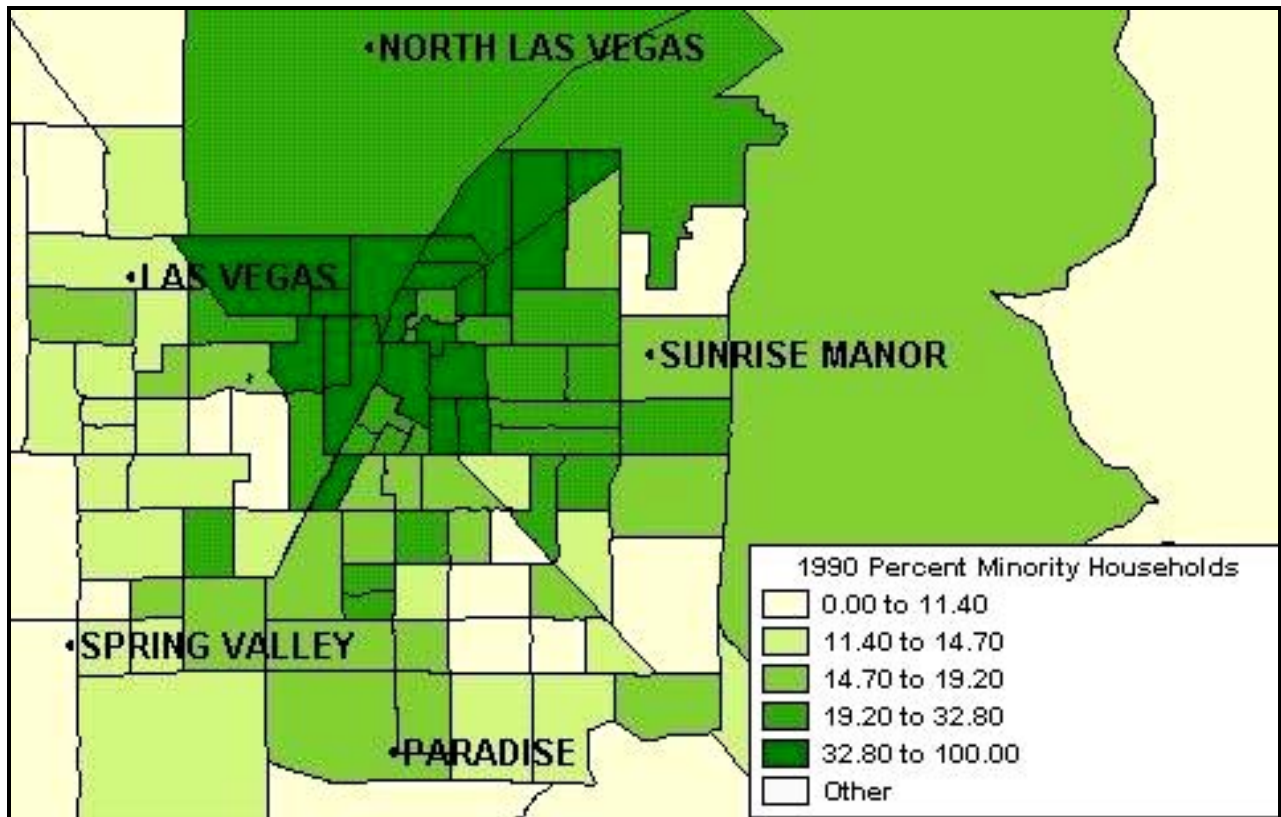 NORTH LAS VEGAS
LAS VEGAS
SUNRISE MANOR
SPRING VALLEY
PARADISE
1990 Percent Minority Households
0.00 to 11.40
11.40 to 14.70
14.70 to 19.20
19.20 to 32.80
32.80 to 100.00
Other